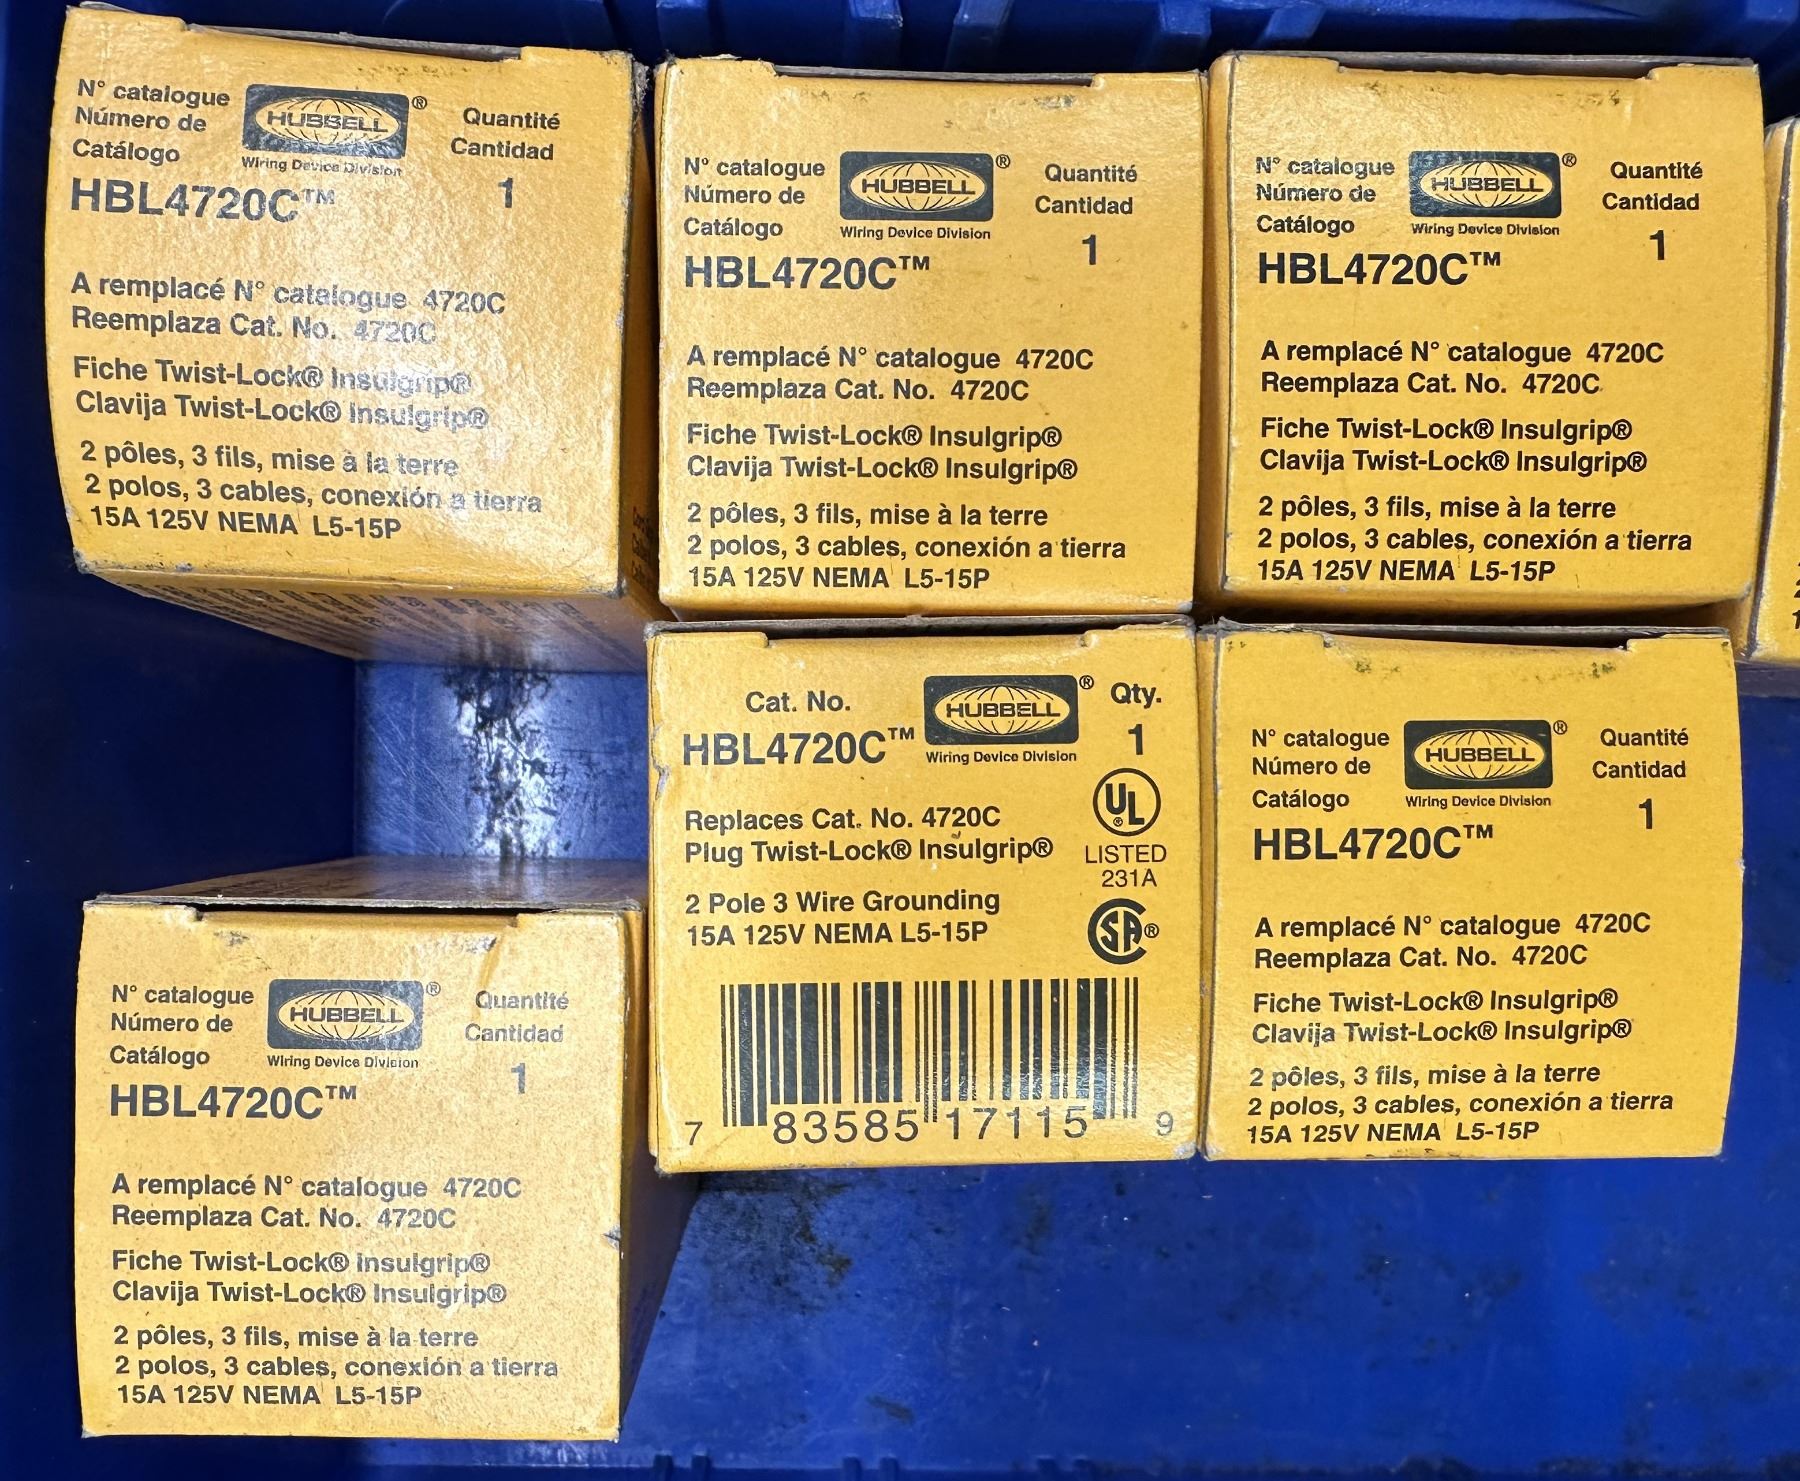 N° catalogue
Número de
Catálogo
HUBBELL®
Wiring Device Division
Quantité
Cantidad
1
HBL4720C™
A remplacé N° catalogue 4720C
Reemplaza Cat. No. 4720C
Fiche Twist-Lock® Insulgrip®
Clavija Twist-Lock® Insulgrip®
2 pôles, 3 fils, mise à la terre
2 polos, 3 cables, conexión a tierra
15A 125V NEMA L5-15P
N° catalogue
Número de
Catálogo
HUBBELL®
Wiring Device Division
Quantité
Cantidad
1
HBL4720C™
A remplacé N° catalogue 4720C
Reemplaza Cat. No. 4720C
Fiche Twist-Lock® Insulgrip®
Clavija Twist-Lock® Insulgrip®
2 pôles, 3 fils, mise à la terre
2 polos, 3 cables, conexión a tierra
15A 125V NEMA L5-15P
N° catalogue
Número de
Catálogo
HUBBELL®
Wiring Device Division
Quantité
Cantidad
1
HBL4720C™
A remplacé N° catalogue 4720C
Reemplaza Cat. No. 4720C
Fiche Twist-Lock® Insulgrip®
Clavija Twist-Lock® Insulgrip®
2 pôles, 3 fils, mise à la terre
2 polos, 3 cables, conexión a tierra
15A 125V NEMA L5-15P
Cat. No.
HBL4720C™
HUBBELL®
Wiring Device Division
Qty.
1
Replaces Cat. No. 4720C
Plug Twist-Lock® Insulgrip®
2 Pole 3 Wire Grounding
15A 125V NEMA L5-15P
UL®
LISTED
231A
SA®
7 83585 17115 9
N° catalogue
Número de
Catálogo
HUBBELL®
Wiring Device Division
Quantité
Cantidad
1
HBL4720C™
A remplacé N° catalogue 4720C
Reemplaza Cat. No. 4720C
Fiche Twist-Lock® Insulgrip®
Clavija Twist-Lock® Insulgrip®
2 pôles, 3 fils, mise à la terre
2 polos, 3 cables, conexión a tierra
15A 125V NEMA L5-15P
N° catalogue
Número de
Catálogo
HUBBELL®
Wiring Device Division
Quantité
Cantidad
1
HBL4720C™
A remplacé N° catalogue 4720C
Reemplaza Cat. No. 4720C
Fiche Twist-Lock® Insulgrip®
Clavija Twist-Lock® Insulgrip®
2 pôles, 3 fils, mise à la terre
2 polos, 3 cables, conexión a tierra
15A 125V NEMA L5-15P